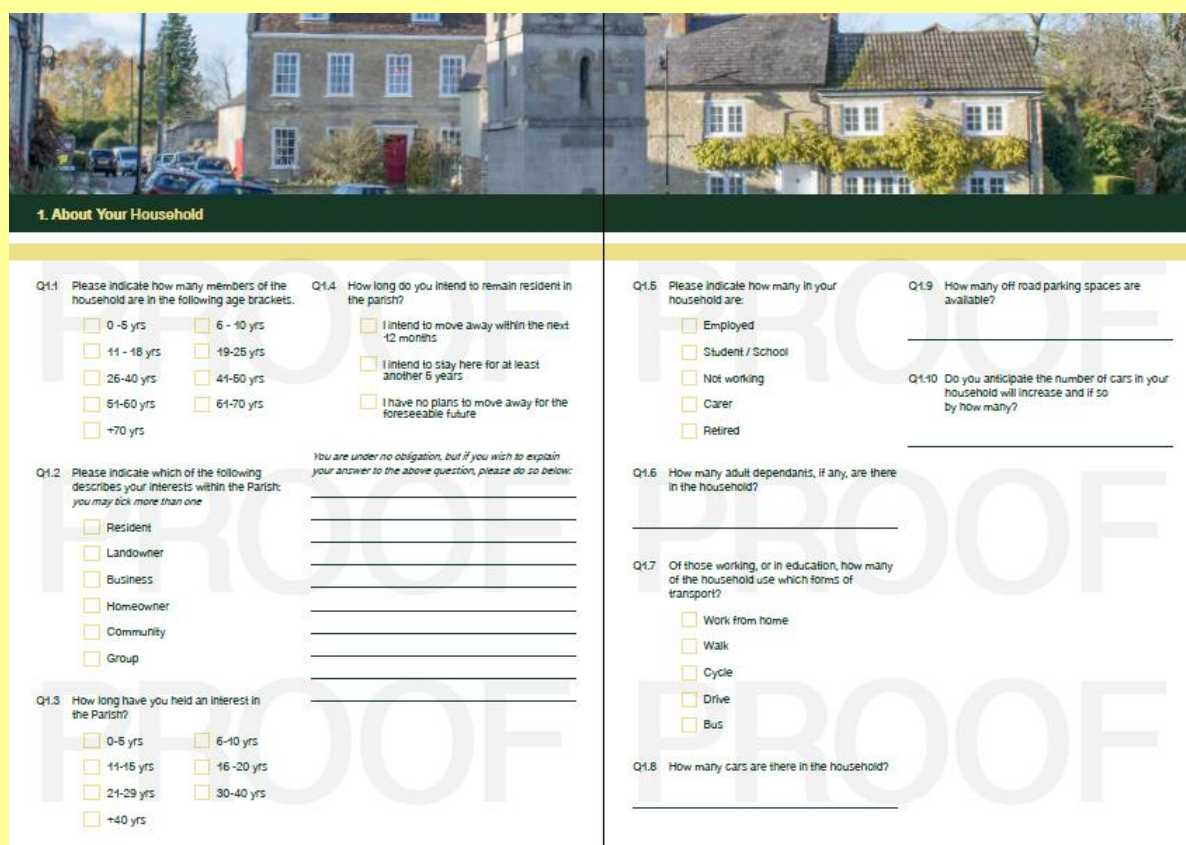 1. About Your Household
PROOF PROOF
PROOF PROOF
PROOF PROOF
Q1.1 Please indicate how many members of the
household are in the following age brackets.
0 -5 yrs 6 - 10 yrs
11 - 18 yrs 19-25 yrs
26-40 yrs 41-50 yrs
51-60 yrs 61-70 yrs
+70 yrs
Q1.2 Please indicate which of the following
describes your interests within the Parish:
you may tick more than one
Resident
Landowner
Business
Homeowner
Community
Group
Q1.3 How long have you held an interest in
the Parish?
0-5 yrs 6-10 yrs
11-15 yrs 16 -20 yrs
21-29 yrs 30-40 yrs
+40 yrs
Q1.4 How long do you intend to remain resident in
the parish?
I intend to move away within the next
12 months
I intend to stay here for at least
another 5 years
I have no plans to move away for the
foreseeable future
You are under no obligation, but if you wish to explain
your answer to the above question, please do so below:
Q1.5 Please indicate how many in your
household are:
Employed
Student / School
Not working
Carer
Retired
Q1.6 How many adult dependants, if any, are there
in the household?
Q1.7 Of those working, or in education, how many
of the household use which forms of
transport?
Work from home
Walk
Cycle
Drive
Bus
Q1.8 How many cars are there in the household?
Q1.9 How many off road parking spaces are
available?
Q1.10 Do you anticipate the number of cars in your
household will increase and if so
by how many?